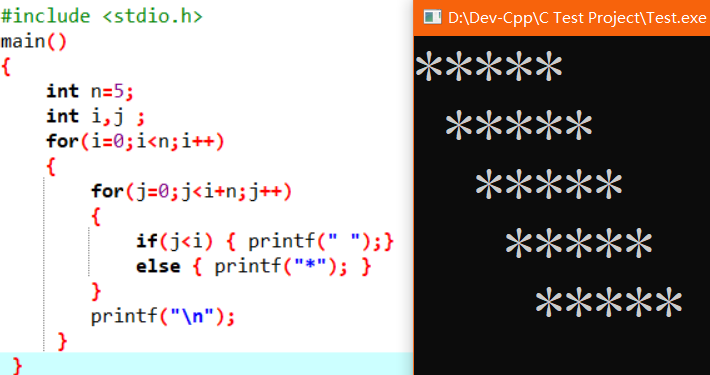 #include <stdio.h>
main()
{
    int n=5;
    int i,j ;
    for(i=0;i<n;i++)
    {
        for(j=0;j<i+n;j++)
        {
            if(j<i) { printf(" ");}
            else { printf("*"); }
        }
        printf("\n");
     }
 }
D:\Dev-Cpp\C Test Project\Test.exe
*****
 *****
  *****
   *****
    *****